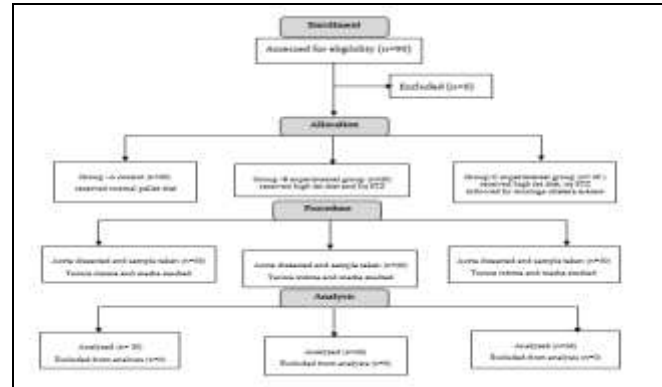 Enrollment
Assessed for eligibility (n=90)
Excluded (n=0)
Allocation
Group -A control (n=30)
received normal pellet diet
Group -B experimental group (n=30)
received high fat diet and inj STZ
Group-C experimental group (n=30)
received high fat diet, inj STZ
followed by moringa oleifera
Procedure
Aorta dissected and sample taken (n=30)
Tunica intima and media studied
Aorta dissected and sample taken (n=30)
Tunica intima and media studied
Aorta dissected and sample taken (n=30)
Tunica intima and media studied
Analysis
Analyzed (n= 30)
Excluded from analysis (n=0)
Analyzed (n=30)
Excluded from analysis (n=0)
Analyzed (n=30)
Excluded from analysis (n=0)